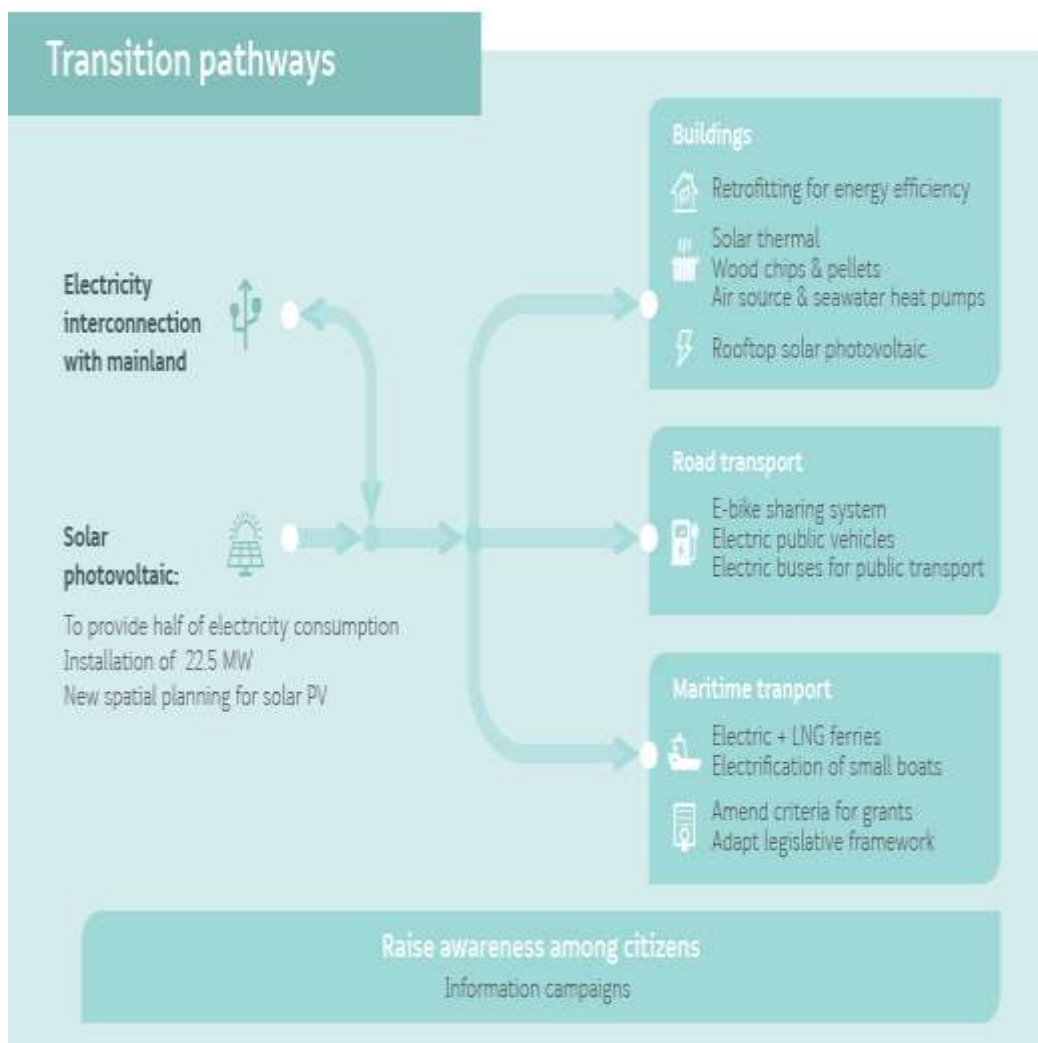 Transition pathways
Electricity
interconnection
with mainland
Solar
photovoltaic:
To provide half of electricity consumption
Installation of 22.5 MW
New spatial planning for solar PV
Buildings
Retrofitting for energy efficiency
Solar thermal
Wood chips & pellets
Air source & seawater heat pumps
Rooftop solar photovoltaic
Road transport
E-bike sharing system
Electric public vehicles
Electric buses for public transport
Maritime tranport
Electric + LNG ferries
Electrification of small boats
Amend criteria for grants
Adapt legislative framework
Raise awareness among citizens
Information campaigns